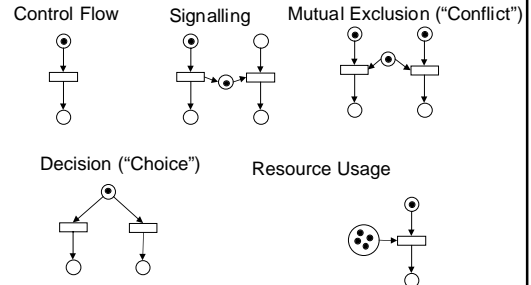 Control Flow
Signalling
Mutual Exclusion (“Conflict”)
Decision (“Choice”)
Resource Usage